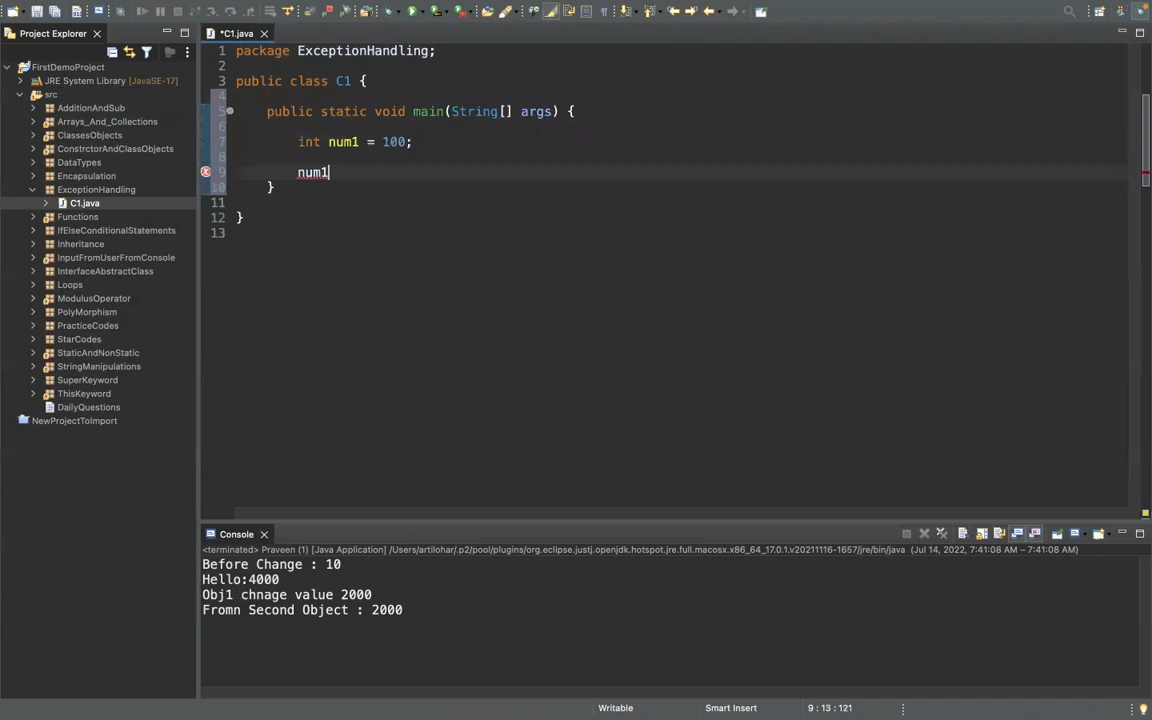 Project Explorer
*C1.java
FirstDemoProject
JRE System Library [JavaSE-17]
src
AdditionAndSub
Arrays_And_Collections
ClassesObjects
ConstrctorAndClassObjects
DataTypes
Encapsulation
ExceptionHandling
C1.java
Functions
IfElseConditionalStatements
Inheritance
InputFromUserFromConsole
InterfaceAbstractClass
Loops
ModulusOperator
PolyMorphism
PracticeCodes
StarCodes
StaticAndNonStatic
StringManipulations
SuperKeyword
ThisKeyword
DailyQuestions
NewProjectToImport
1 package ExceptionHandling;
2
3 public class C1 {
4
5 public static void main(String[] args) {
6
7 int num1 = 100;
8
9 num1
10 }
11
12 }
13
Console
<terminated> Praveen (1) [Java Application] /Users/artilohar/.p2/pool/plugins/org.eclipse.justj.openjdk.hotspot.jre.full.macosx.x86_64_17.0.1.v20211116-1657/jre/bin/java (Jul 14, 2022, 7:41:08 AM – 7:41:08 AM)
Before Change : 10
Hello:4000
Obj1 chnage value 2000
Fromn Second Object : 2000
Writable
Smart Insert
9 : 13 : 121